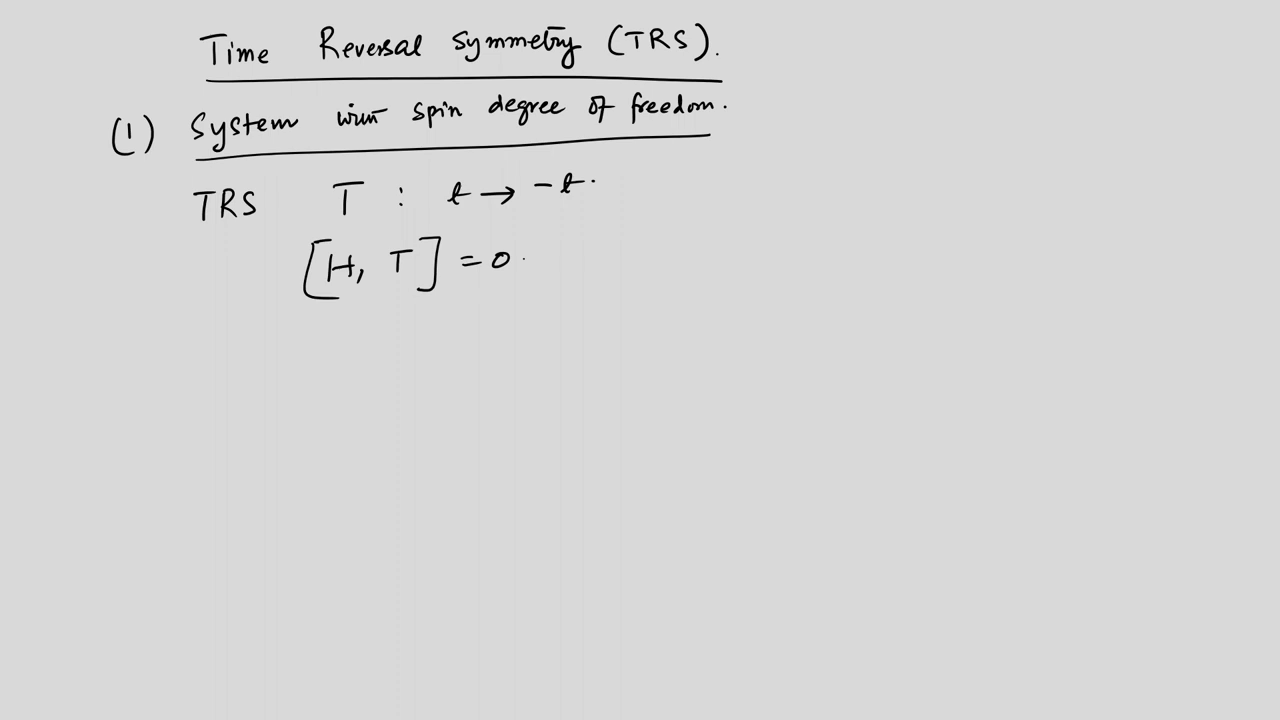 Time Reversal Symmetry (TRS).
(1) System with spin degree of freedom.
TRS T : t → -t.
[H, T] = 0.